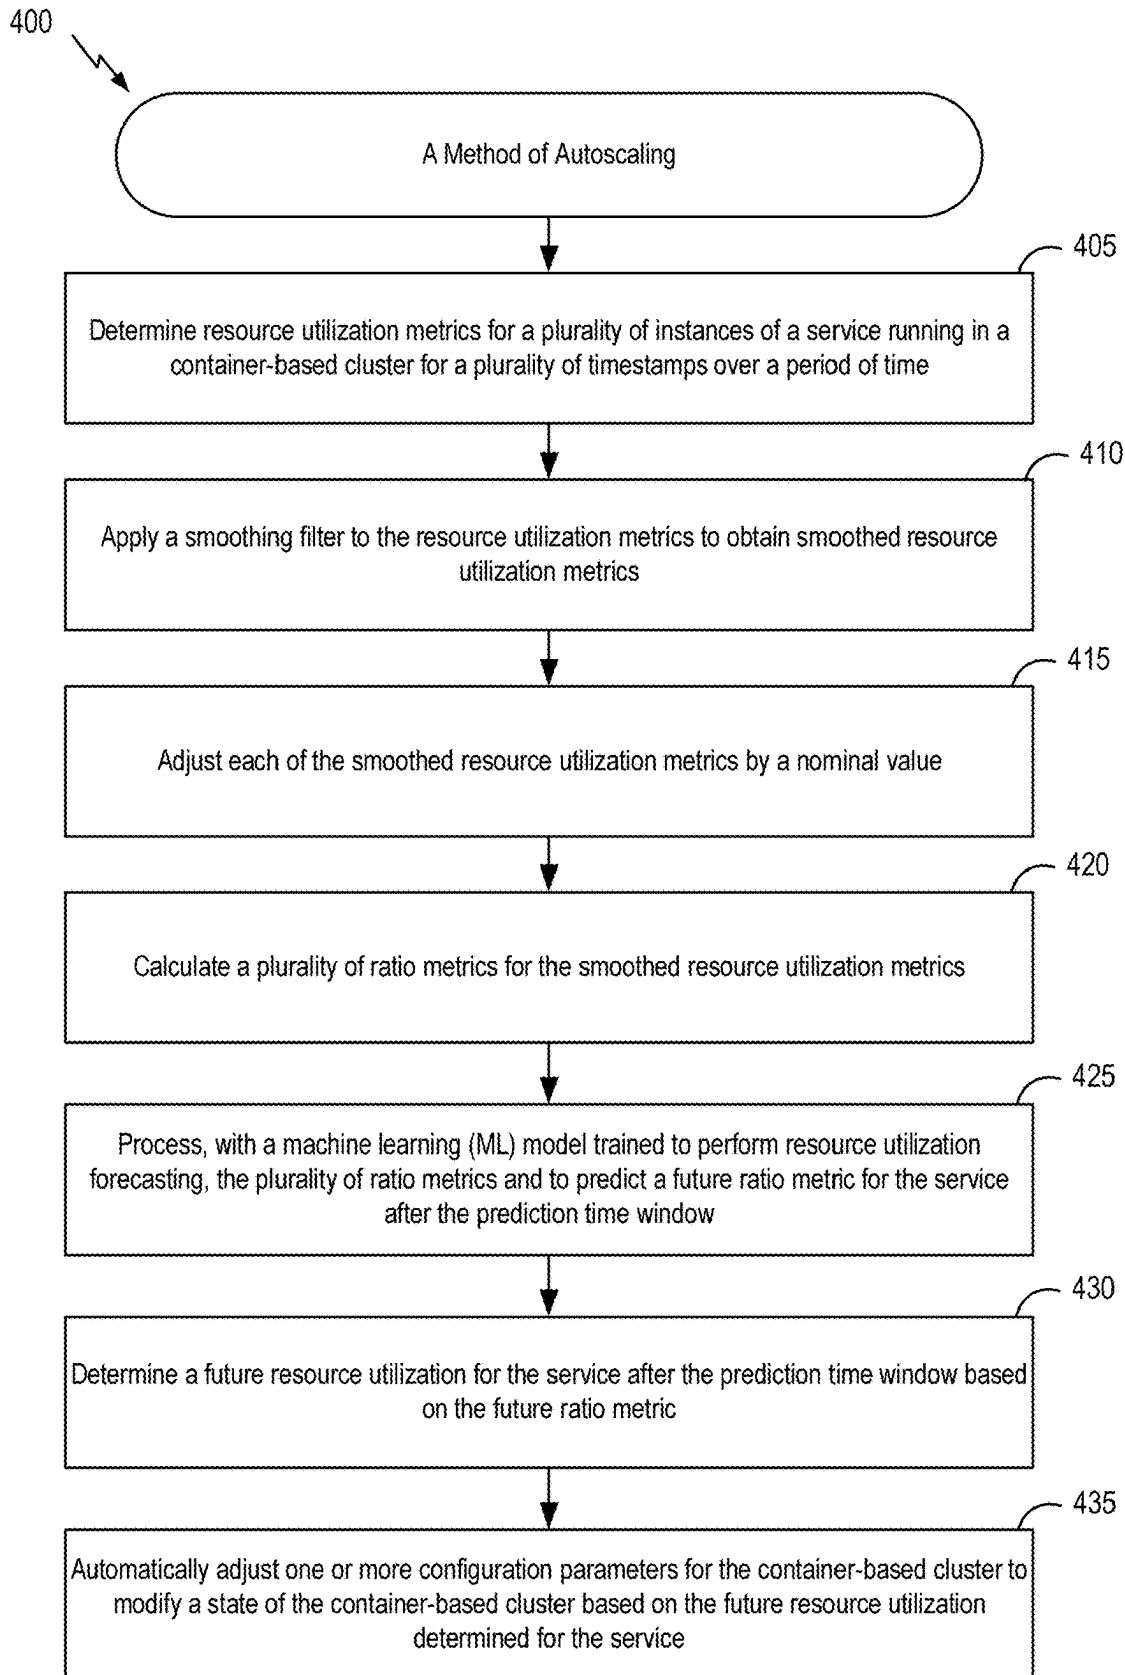 400
A Method of Autoscaling
405
Determine resource utilization metrics for a plurality of instances of a service running in a
container-based cluster for a plurality of timestamps over a period of time
410
Apply a smoothing filter to the resource utilization metrics to obtain smoothed resource
utilization metrics
415
Adjust each of the smoothed resource utilization metrics by a nominal value
420
Calculate a plurality of ratio metrics for the smoothed resource utilization metrics
425
Process, with a machine learning (ML) model trained to perform resource utilization
forecasting, the plurality of ratio metrics and to predict a future ratio metric for the service
after the prediction time window
430
Determine a future resource utilization for the service after the prediction time window based
on the future ratio metric
435
Automatically adjust one or more configuration parameters for the container-based cluster to
modify a state of the container-based cluster based on the future resource utilization
determined for the service